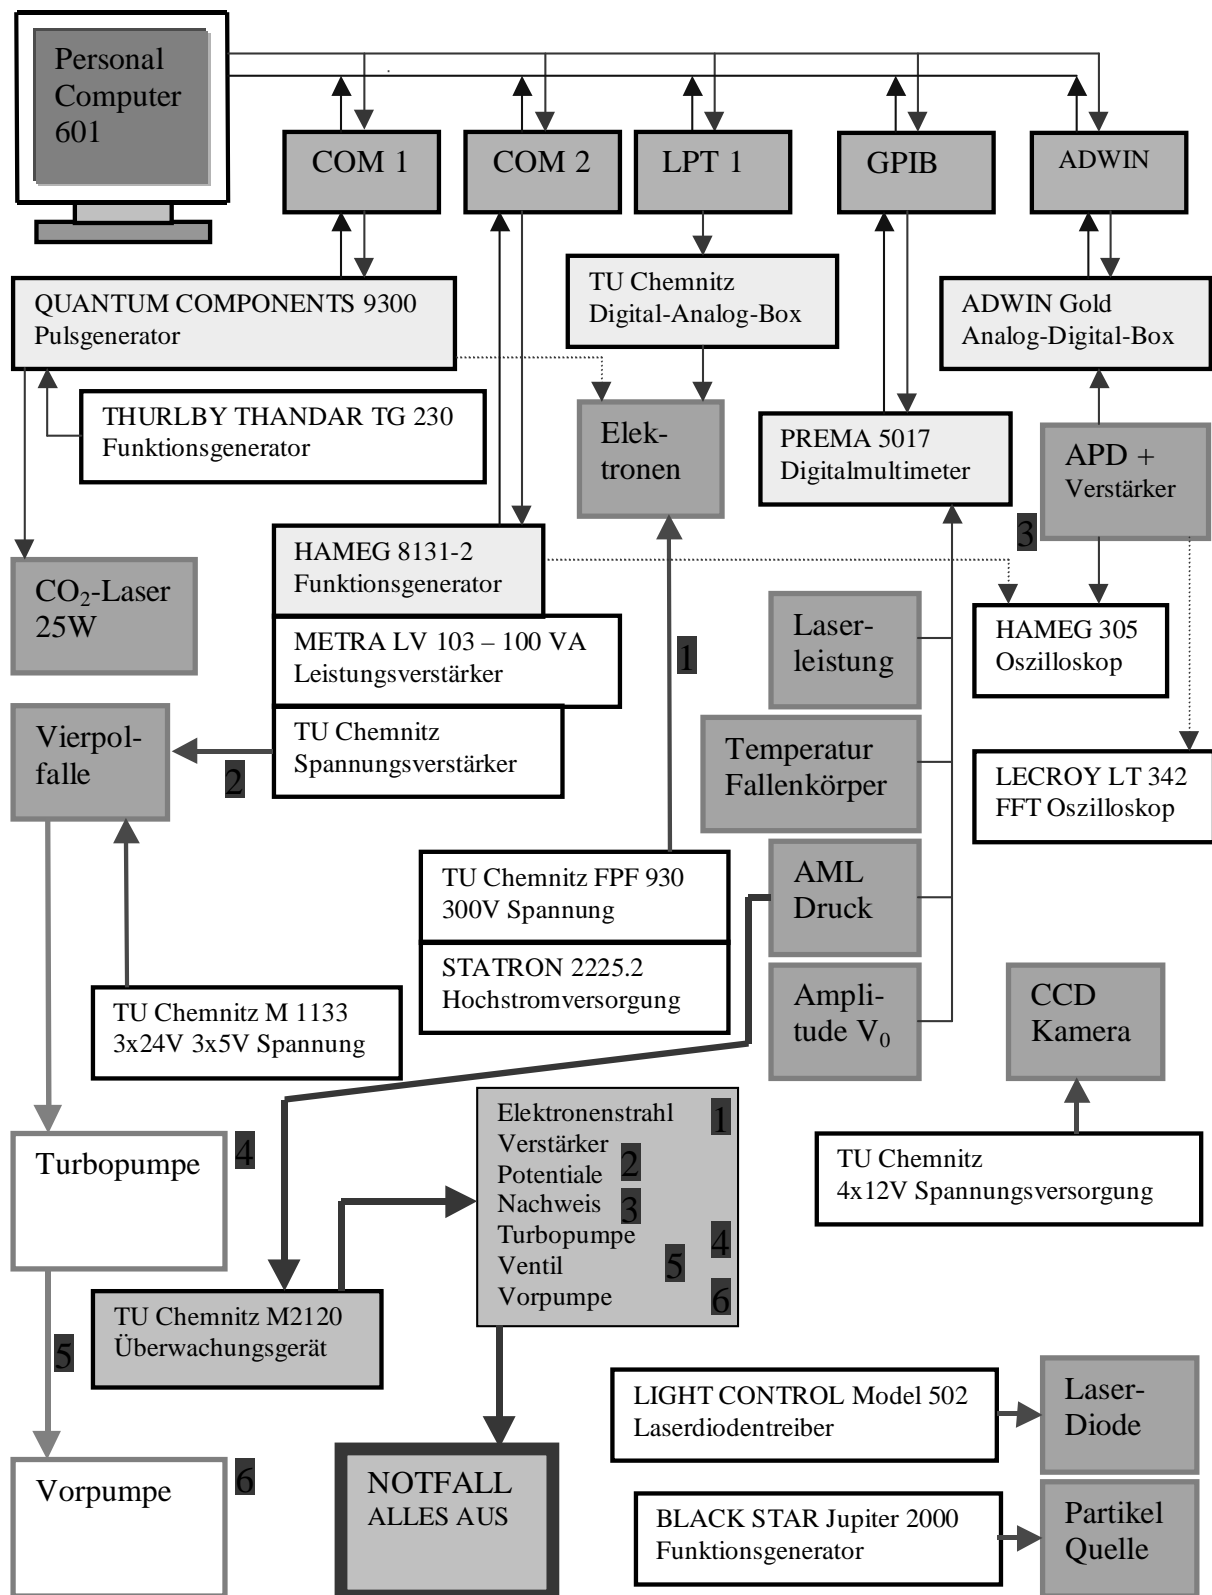 Personal
Computer
601
COM 1
COM 2
LPT 1
GPIB
ADWIN
QUANTUM COMPONENTS 9300
Pulsgenerator
TU Chemnitz
Digital-Analog-Box
ADWIN Gold
Analog-Digital-Box
THURLBY THANDAR TG 230
Funktionsgenerator
Elek-
tronen
PREMA 5017
Digitalmultimeter
APD +
Verstärker
3
HAMEG 8131-2
Funktionsgenerator
CO₂-Laser
25W
METRA LV 103 – 100 VA
Leistungsverstärker
1
Laser-
leistung
HAMEG 305
Oszilloskop
Vierpol-
falle
2
TU Chemnitz
Spannungsverstärker
Temperatur
Fallenkörper
LECROY LT 342
FFT Oszilloskop
TU Chemnitz FPF 930
300V Spannung
AML
Druck
STATRON 2225.2
Hochstromversorgung
TU Chemnitz M 1133
3x24V 3x5V Spannung
Ampli-
tude V₀
CCD
Kamera
Turbopumpe
4
Elektronenstrahl 1
Verstärker
Potentiale 2
Nachweis 3
Turbopumpe 4
Ventil 5
Vorpumpe 6
TU Chemnitz
4x12V Spannungsversorgung
5
TU Chemnitz M2120
Überwachungsgerät
LIGHT CONTROL Model 502
Laserdiodentreiber
Laser-
Diode
Vorpumpe
6
NOTFALL
ALLES AUS
BLACK STAR Jupiter 2000
Funktionsgenerator
Partikel
Quelle